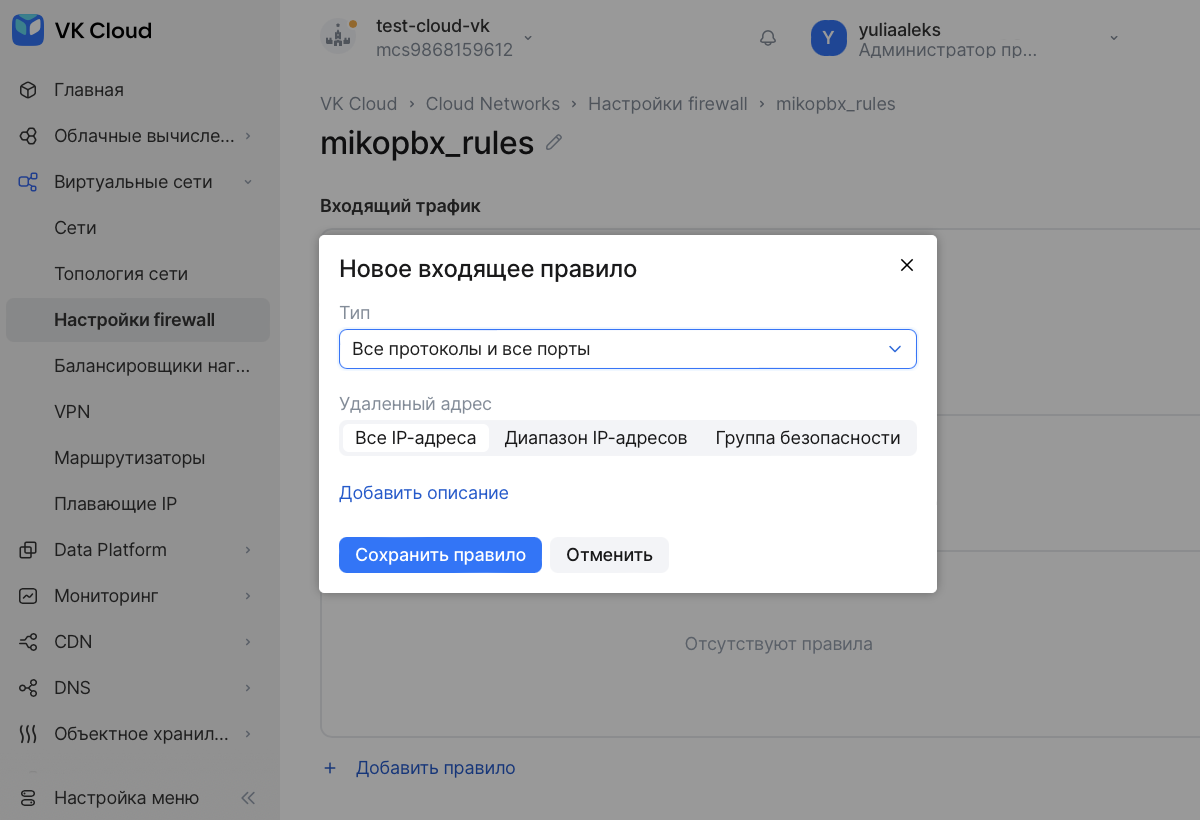 VK Cloud
Главная
Облачные вычисле...
Виртуальные сети
Сети
Топология сети
Настройки firewall
Балансировщики наг...
VPN
Маршрутизаторы
Плавающие IP
Data Platform
Мониторинг
CDN
DNS
Объектное хранил...
Настройка меню
test-cloud-vk
mcs9868159612
Y
yuliaaleks
Администратор пр...
VK Cloud › Cloud Networks › Настройки firewall › mikopbx_rules
mikopbx_rules
Входящий трафик
Новое входящее правило
Тип
Все протоколы и все порты
Удаленный адрес
Все IP-адреса Диапазон IP-адресов Группа безопасности
Добавить описание
Сохранить правило Отменить
Отсутствуют правила
+ Добавить правило